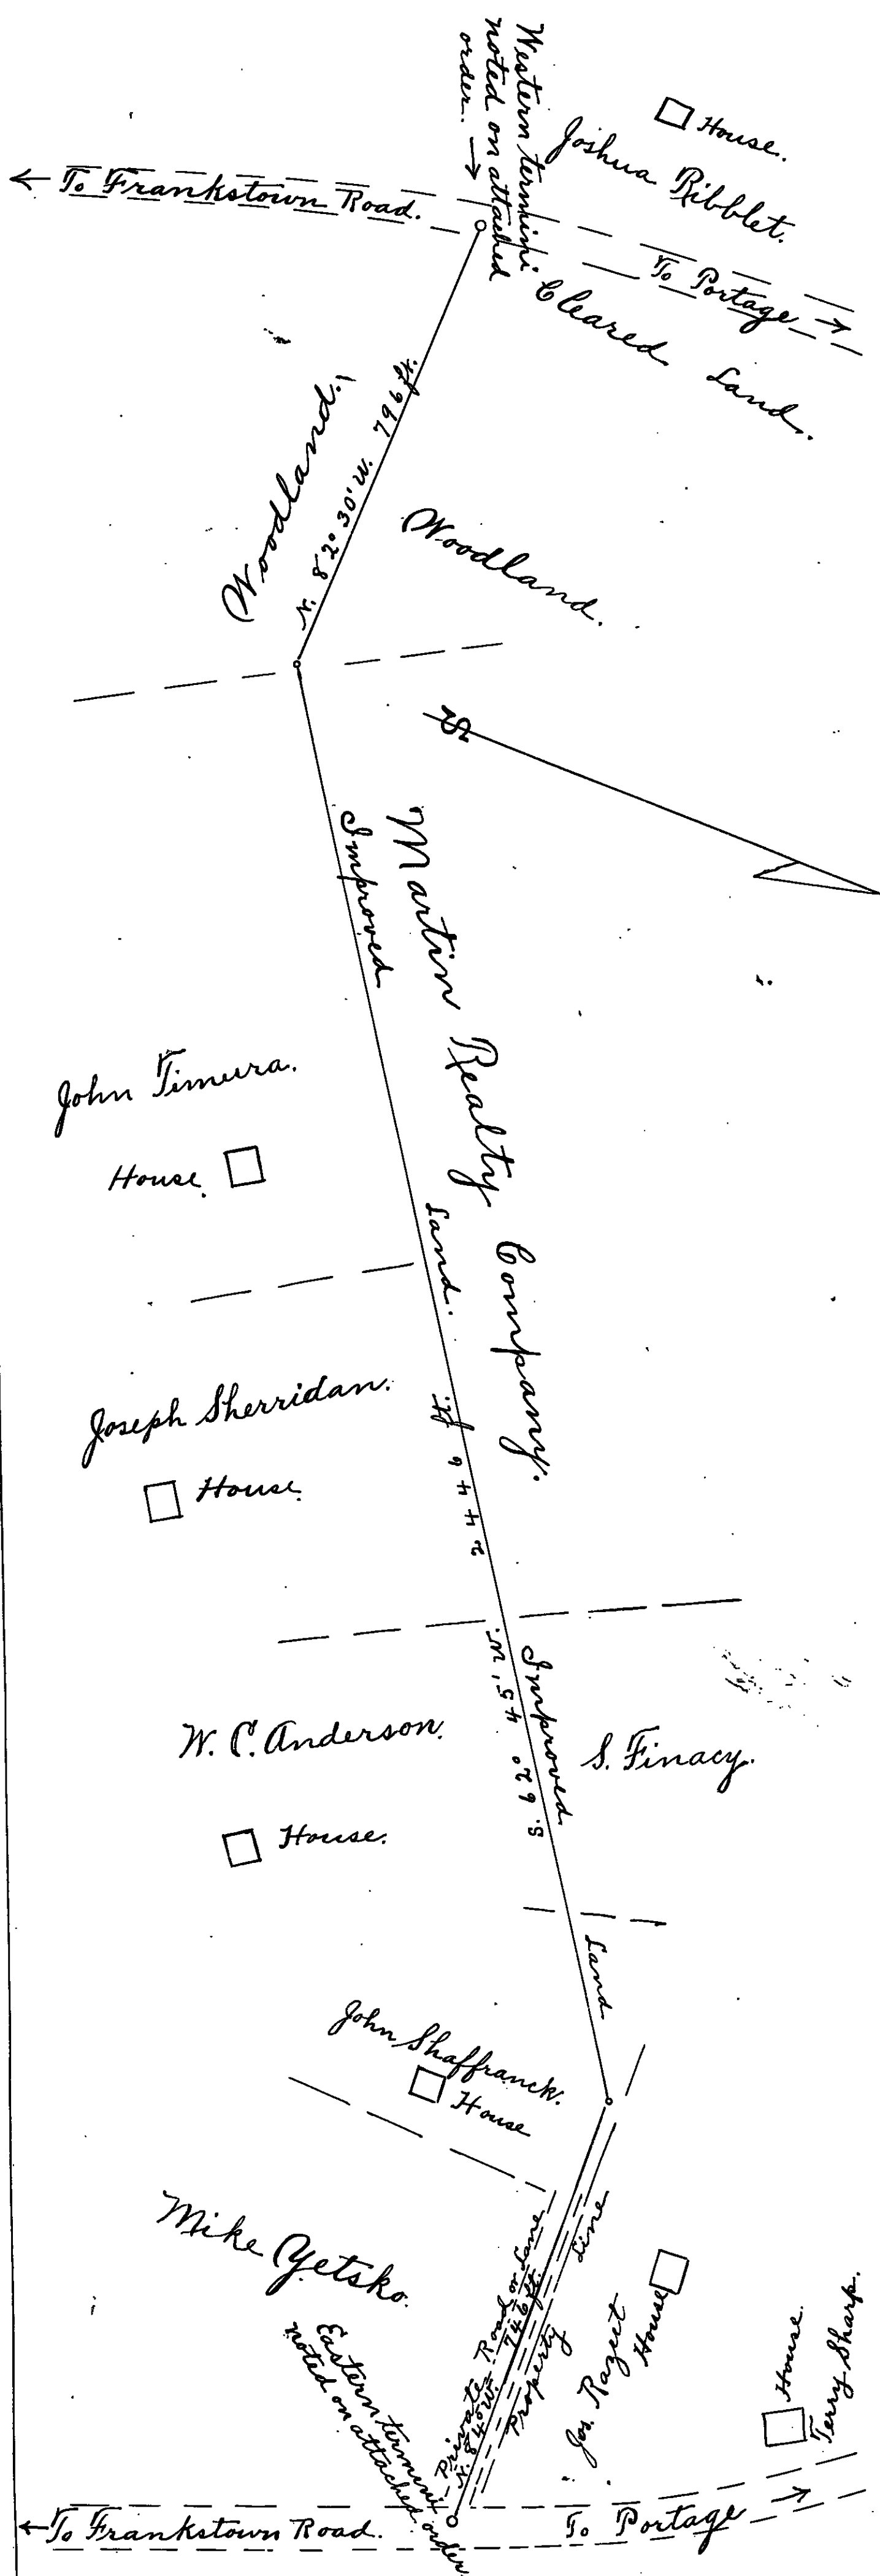 Western termini
noted on attached
order. →
House.
Joshua Ribblet.
← To Frankstown Road.
To Portage →
Cleared Land.
Woodland.
N. 82° 30' W. 796 ft.
Woodland.
S
Martin Realty Company.
Improved Land.
John Timura.
House.
S 62° 45' W. 2446 ft.
Joseph Sherridan.
House.
Improved Land
W. C. Anderson.
S. Finacy.
House.
John Shaffranck.
House
Mike Yetsko.
Private Road or Lane
N. 84° W. 746 ft.
Property Line
Jos. Razut
House
House.
Terry Sharp.
Eastern termini
noted on attached order
← To Frankstown Road.
To Portage →